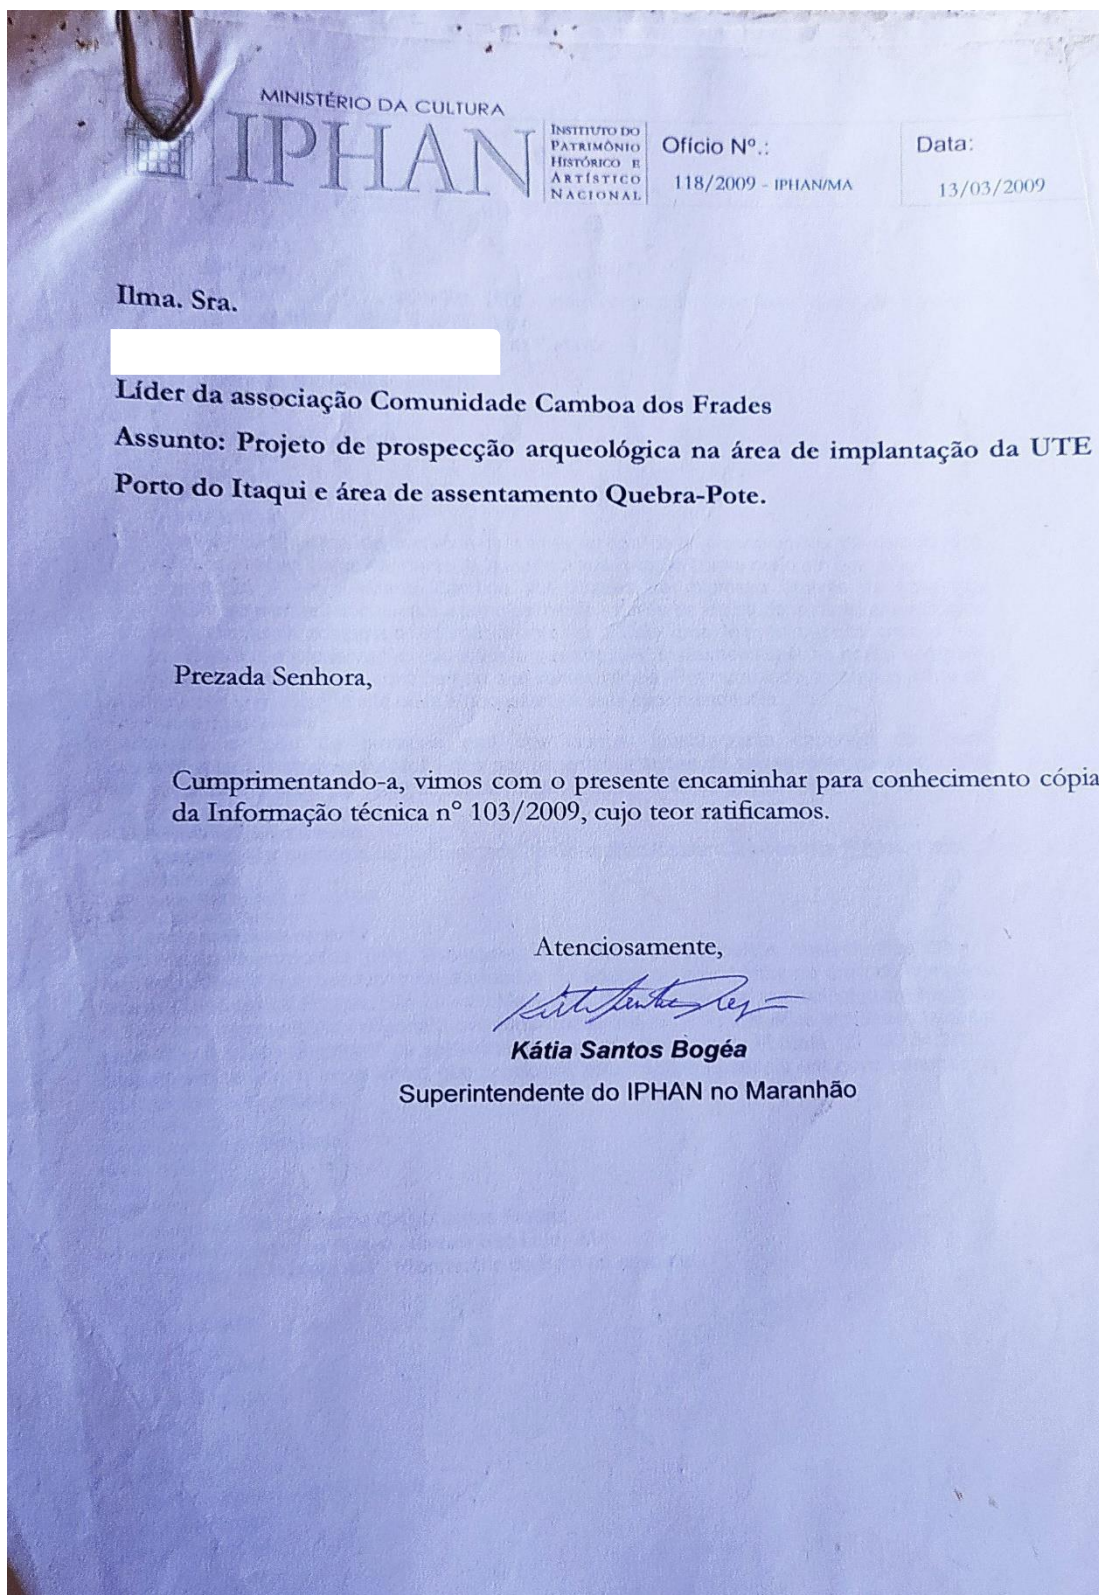 MINISTÉRIO DA CULTURA
IPHAN
INSTITUTO DO
PATRIMÔNIO
HISTÓRICO E
ARTÍSTICO
NACIONAL
Ofício Nº.:
118/2009 - IPHAN/MA
Data:
13/03/2009
Ilma. Sra.
Líder da associação Comunidade Camboa dos Frades
Assunto: Projeto de prospecção arqueológica na área de implantação da UTE
Porto do Itaqui e área de assentamento Quebra-Pote.
Prezada Senhora,
Cumprimentando-a, vimos com o presente encaminhar para conhecimento cópia
da Informação técnica nº 103/2009, cujo teor ratificamos.
Atenciosamente,
Kátia Santos Bogéa
Superintendente do IPHAN no Maranhão